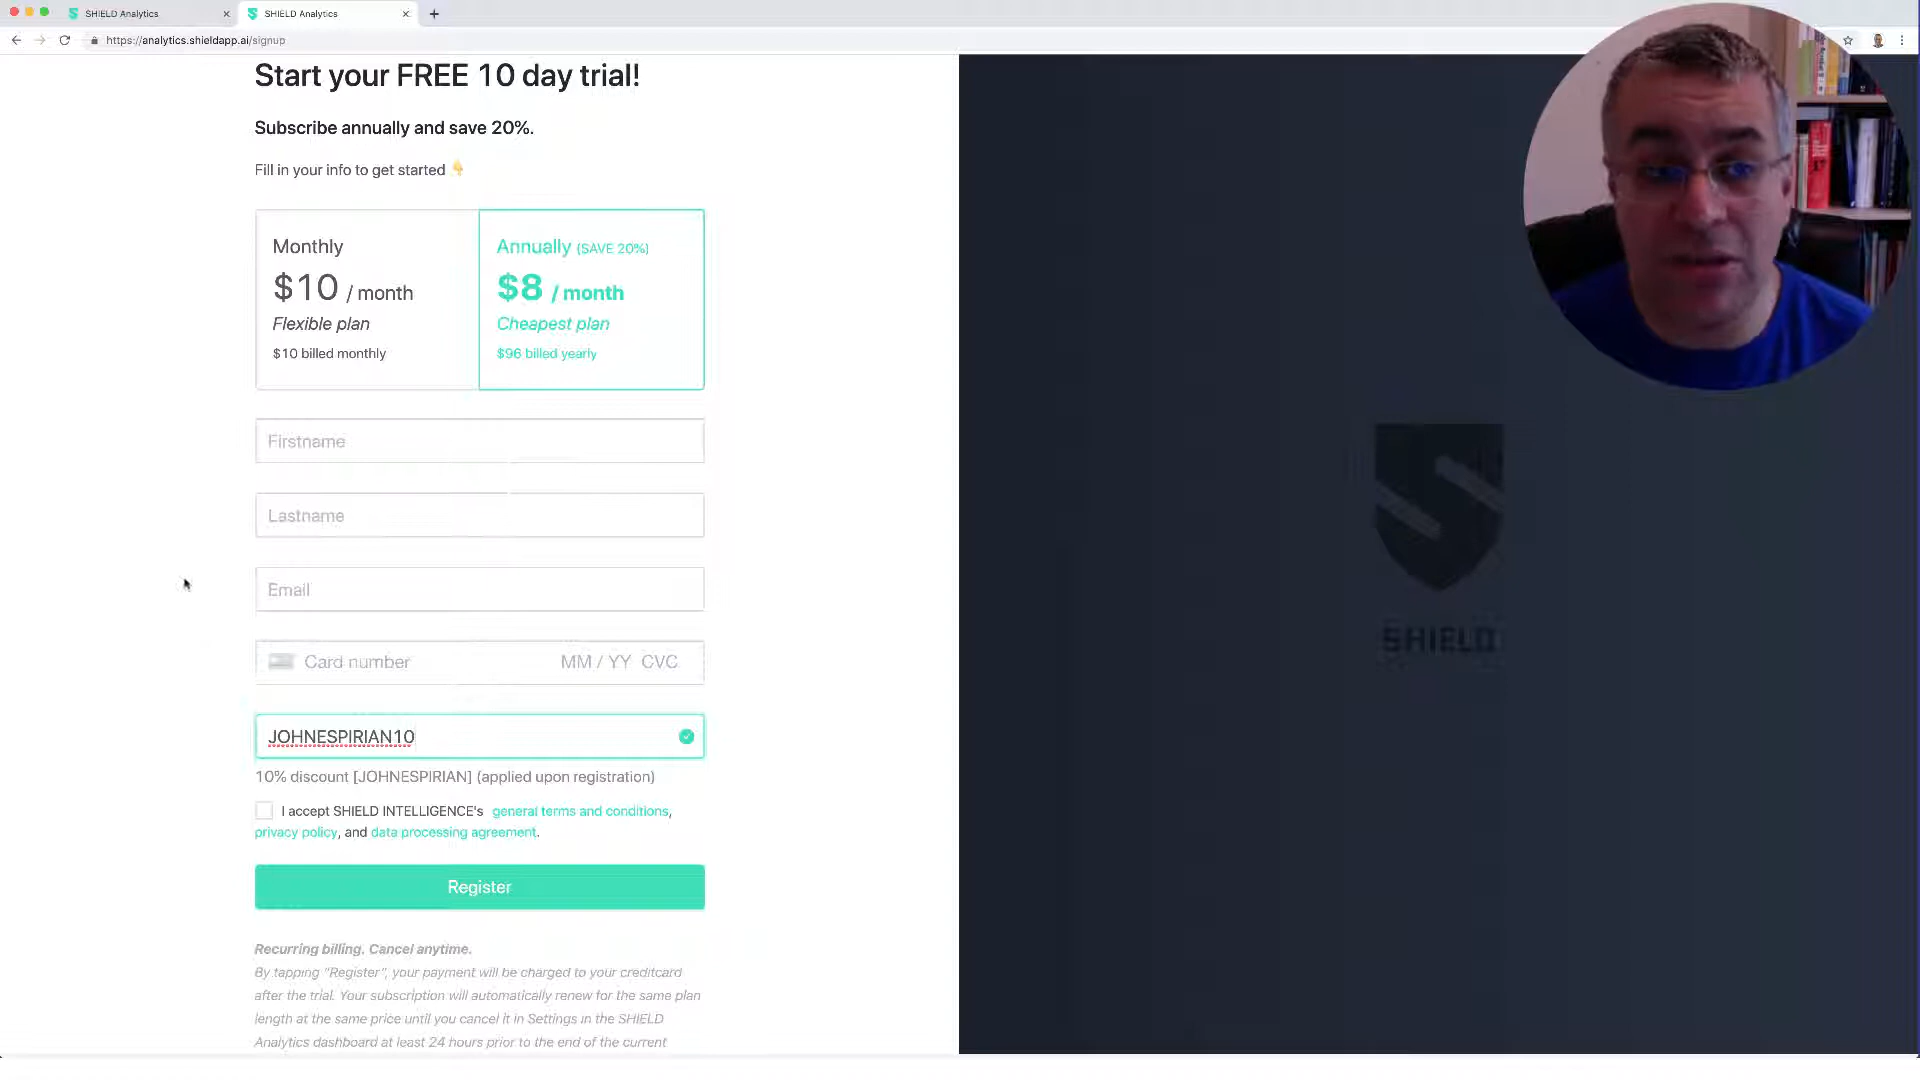 SHIELD Analytics
SHIELD Analytics
https://analytics.shieldapp.ai/signup
Start your FREE 10 day trial!
Subscribe annually and save 20%.
Fill in your info to get started
Monthly
$10 / month
Flexible plan
$10 billed monthly
Annually (SAVE 20%)
$8 / month
Cheapest plan
$96 billed yearly
Firstname
Lastname
Email
Card number MM / YY CVC
JOHNESPIRIAN10
10% discount [JOHNESPIRIAN] (applied upon registration)
I accept SHIELD INTELLIGENCE's general terms and conditions,
privacy policy, and data processing agreement.
Register
Recurring billing. Cancel anytime.
By tapping "Register", your payment will be charged to your creditcard
after the trial. Your subscription will automatically renew for the same plan
length at the same price until you cancel it in Settings in the SHIELD
Analytics dashboard at least 24 hours prior to the end of the current
SHIELD